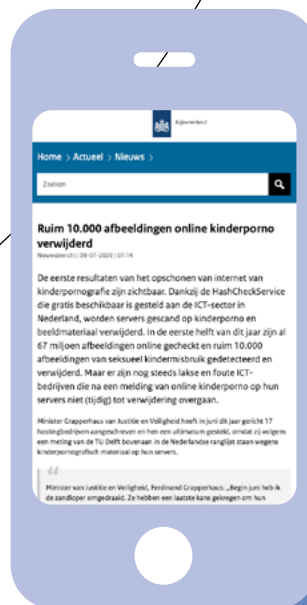 Rijksoverheid
Home > Actueel > Nieuws >
Zoeken
Ruim 10.000 afbeeldingen online kinderporno
verwijderd
Nieuwsbericht | 08-07-2020 | 07:14
De eerste resultaten van het opschonen van internet van
kinderpornografie zijn zichtbaar. Dankzij de HashCheckService
die gratis beschikbaar is gesteld aan de ICT-sector in
Nederland, worden servers gescand op kinderporno en
beeldmateriaal verwijderd. In de eerste helft van dit jaar zijn al
67 miljoen afbeeldingen online gecheckt en ruim 10.000
afbeeldingen van seksueel kindermisbruik gedetecteerd en
verwijderd. Maar er zijn nog steeds lakse en foute ICT-
bedrijven die na een melding van online kinderporno op hun
servers niet (tijdig) tot verwijdering overgaan.
Minister Grapperhaus van Justitie en Veiligheid heeft in juni dit jaar gericht 17
hostingbedrijven aangeschreven en hen een ultimatum gesteld, omdat zij volgens
een meting van de TU Delft bovenaan in de Nederlandse ranglijst staan wegens
kinderpornografisch materiaal op hun servers.
“
Minister van Justitie en Veiligheid, Ferdinand Grapperhaus: „Begin juni heb ik
de zandloper omgedraaid. Ze hebben een laatste kans gekregen om hun